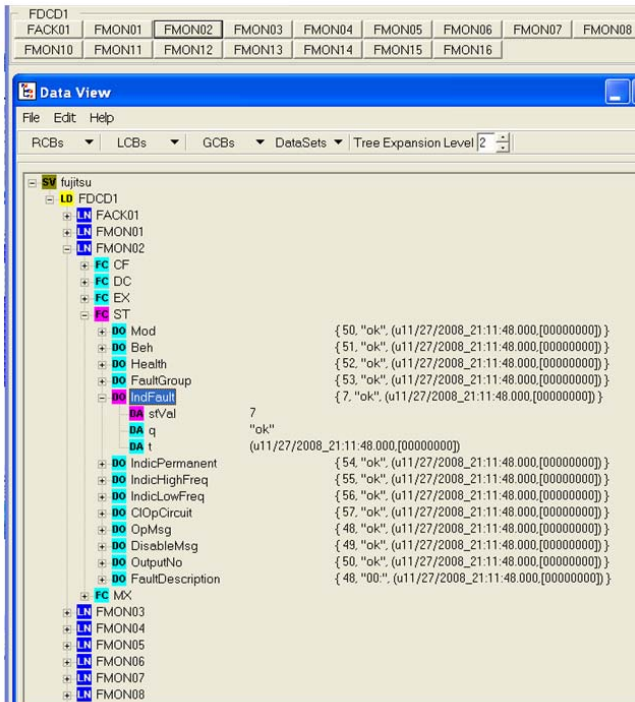 FDCD1
FACK01 FMON01 FMON02 FMON03 FMON04 FMON05 FMON06 FMON07 FMON08
FMON10 FMON11 FMON12 FMON13 FMON14 FMON15 FMON16
Data View
File Edit Help
RCBs LCBs GCBs DataSets Tree Expansion Level 2
SV fujitsu
LD FDCD1
LN FACK01
LN FMON01
LN FMON02
FC CF
FC DC
FC EX
FC ST
DO Mod { 50, "ok", (u11/27/2008_21:11:48.000,[00000000]) }
DO Beh { 51, "ok", (u11/27/2008_21:11:48.000,[00000000]) }
DO Health { 52, "ok", (u11/27/2008_21:11:48.000,[00000000]) }
DO FaultGroup { 53, "ok", (u11/27/2008_21:11:48.000,[00000000]) }
DO IndFault { 7, "ok", (u11/27/2008_21:11:48.000,[00000000]) }
DA stVal 7
DA q "ok"
DA t (u11/27/2008_21:11:48.000,[00000000])
DO IndicPermanent { 54, "ok", (u11/27/2008_21:11:48.000,[00000000]) }
DO IndicHighFreq { 55, "ok", (u11/27/2008_21:11:48.000,[00000000]) }
DO IndicLowFreq { 56, "ok", (u11/27/2008_21:11:48.000,[00000000]) }
DO ClOpCircuit { 57, "ok", (u11/27/2008_21:11:48.000,[00000000]) }
DO OpMsg { 48, "ok", (u11/27/2008_21:11:48.000,[00000000]) }
DO DisableMsg { 49, "ok", (u11/27/2008_21:11:48.000,[00000000]) }
DO OutputNo { 50, "ok", (u11/27/2008_21:11:48.000,[00000000]) }
DO FaultDescription { 48, "00:", (u11/27/2008_21:11:48.000,[00000000]) }
FC MX
LN FMON03
LN FMON04
LN FMON05
LN FMON06
LN FMON07
LN FMON08